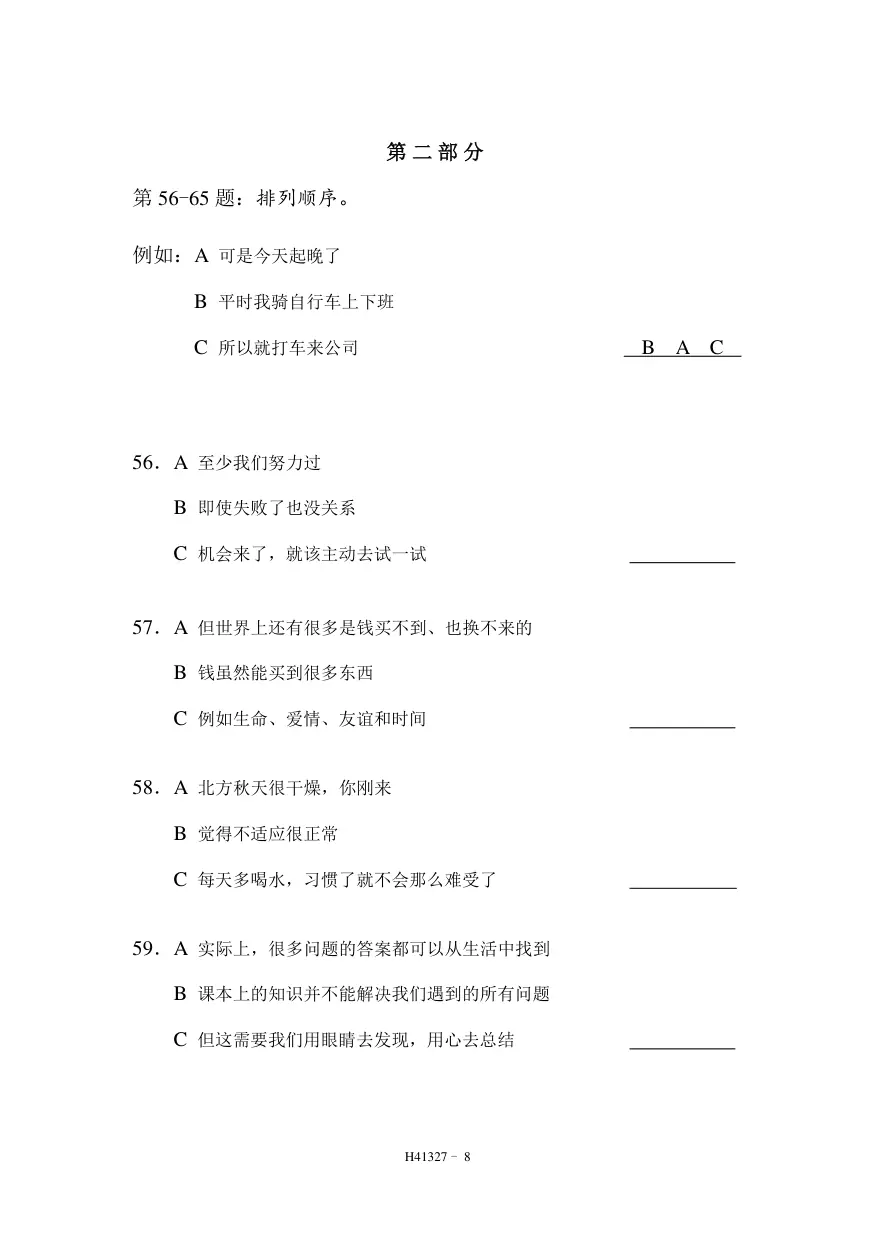 第 二 部 分
第 56-65 题：排列顺序。
例如：A 可是今天起晚了
B 平时我骑自行车上下班
C 所以就打车来公司 B A C
56．A 至少我们努力过
B 即使失败了也没关系
C 机会来了，就该主动去试一试
57．A 但世界上还有很多是钱买不到、也换不来的
B 钱虽然能买到很多东西
C 例如生命、爱情、友谊和时间
58．A 北方秋天很干燥，你刚来
B 觉得不适应很正常
C 每天多喝水，习惯了就不会那么难受了
59．A 实际上，很多问题的答案都可以从生活中找到
B 课本上的知识并不能解决我们遇到的所有问题
C 但这需要我们用眼睛去发现，用心去总结
H41327－ 8